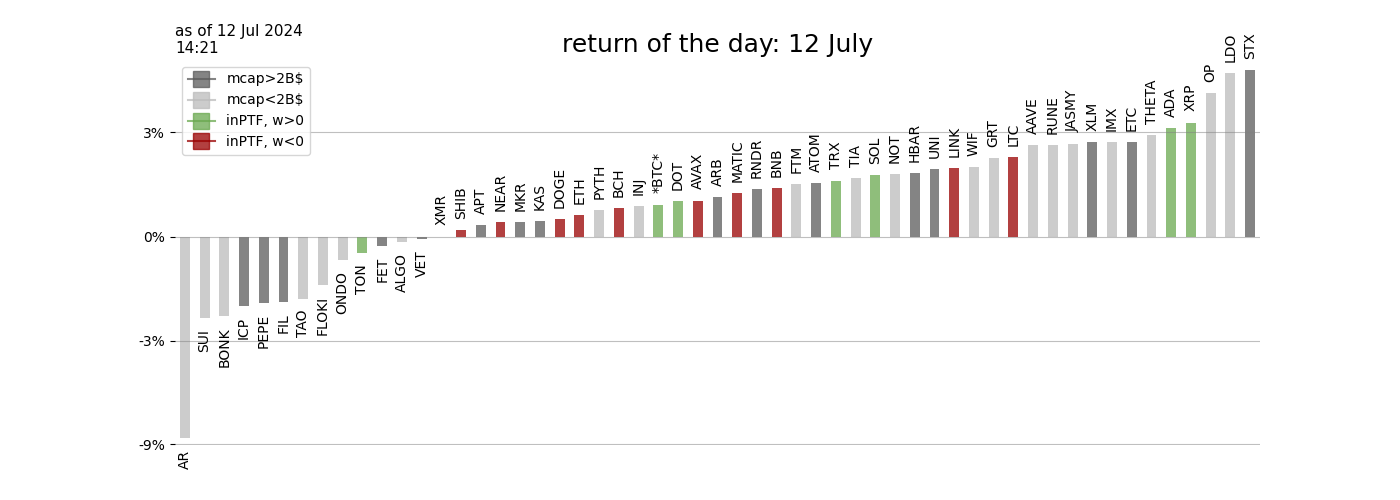 as of 12 Jul 2024
14:21
return of the day: 12 July
mcap>2B$
mcap<2B$
inPTF, w>0
inPTF, w<0
3%
0%
-3%
-9%
AR
SUI
BONK
ICP
PEPE
FIL
TAO
FLOKI
ONDO
TON
FET
ALGO
VET
XMR
SHIB
APT
NEAR
MKR
KAS
DOGE
ETH
PYTH
BCH
INJ
*BTC*
DOT
AVAX
ARB
MATIC
RNDR
BNB
FTM
ATOM
TRX
TIA
SOL
NOT
HBAR
UNI
LINK
WIF
GRT
LTC
AAVE
RUNE
JASMY
XLM
IMX
ETC
THETA
ADA
XRP
OP
LDO
STX